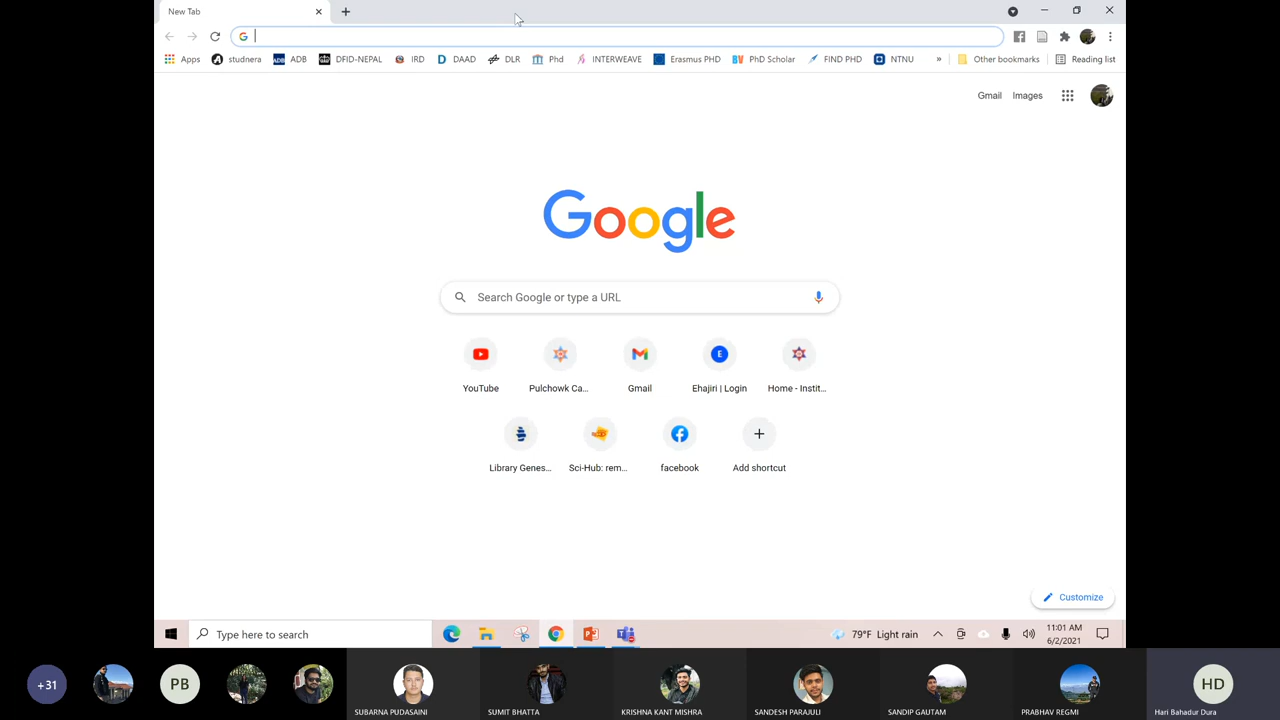 New Tab
Apps studnera ADB DFID-NEPAL IRD DAAD DLR Phd INTERWEAVE Erasmus PHD PhD Scholar FIND PHD NTNU » Other bookmarks Reading list
Gmail Images
Google
Search Google or type a URL
YouTube Pulchowk Ca... Gmail Ehajiri | Login Home - Instit...
E
Library Genes... Sci-Hub: rem... facebook Add shortcut
Customize
Type here to search
79°F Light rain
11:01 AM
6/2/2021
+31 PB HD
SUBARNA PUDASAINI SUMIT BHATTA KRISHNA KANT MISHRA SANDESH PARAJULI SANDIP GAUTAM PRABHAV REGMI Hari Bahadur Dura